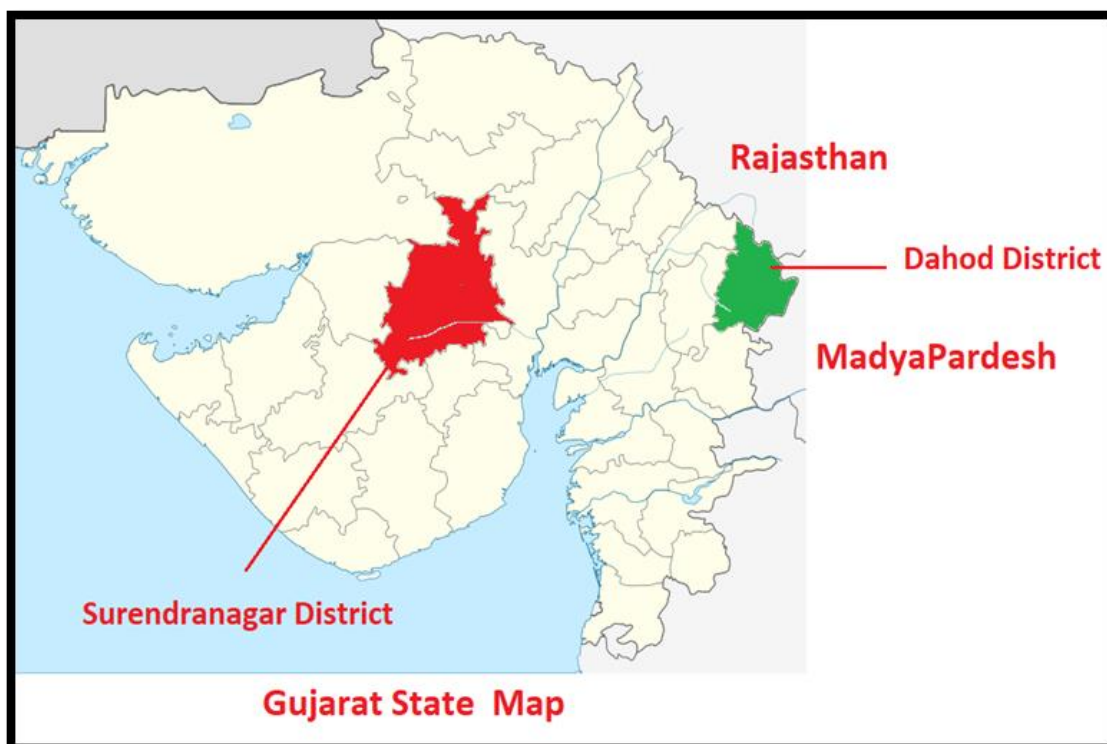 Rajasthan
Dahod District
MadyaPardesh
Surendranagar District
Gujarat State Map